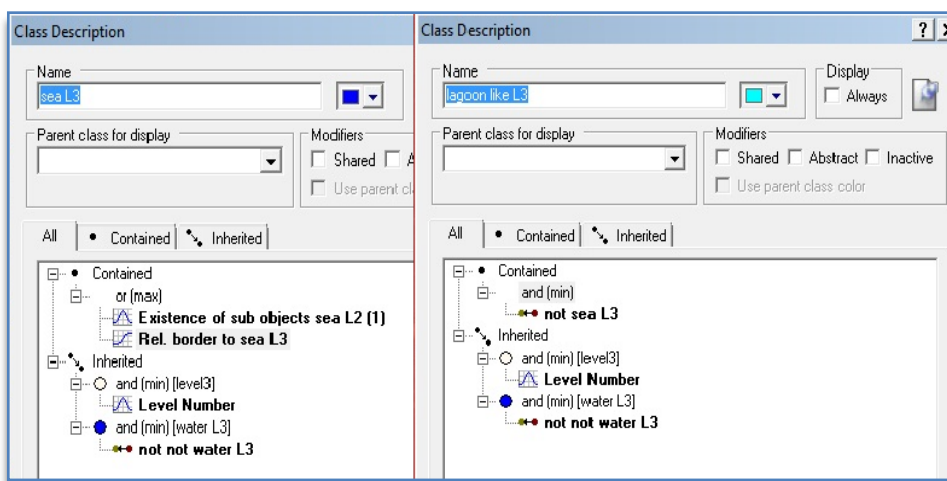 Class Description
Name
sea L3
Parent class for display
Modifiers
Shared A
Use parent cl
All • Contained Inherited
Contained
or (max)
Existence of sub objects sea L2 (1)
Rel. border to sea L3
Inherited
and (min) [level3]
Level Number
and (min) [water L3]
not not water L3
Class Description ?
Name
lagoon like L3
Display
Always
Parent class for display
Modifiers
Shared Abstract Inactive
Use parent class color
All • Contained Inherited
Contained
and (min)
not sea L3
Inherited
and (min) [level3]
Level Number
and (min) [water L3]
not not water L3